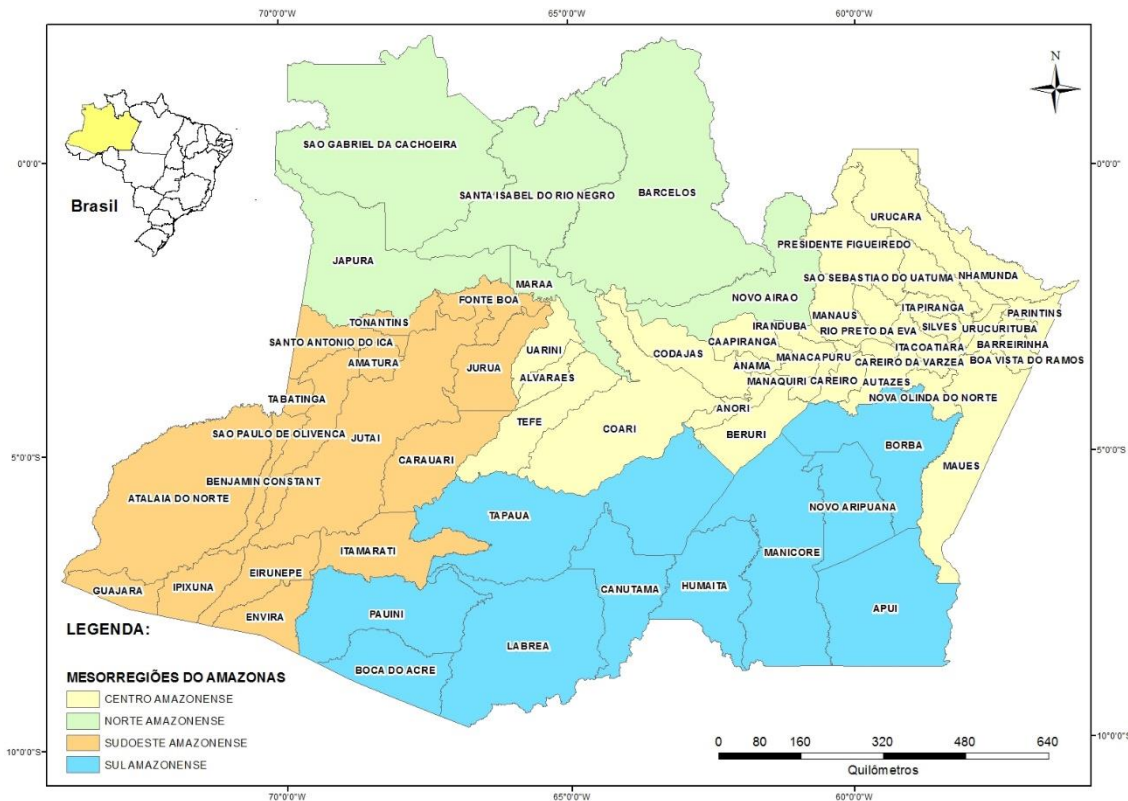 70°0'0"W
65°0'0"W
60°0'0"W
N
Brasil
0°0'0"
0°0'0"
SAO GABRIEL DA CACHOEIRA
SANTA ISABEL DO RIO NEGRO
BARCELOS
URUCARA
PRESIDENTE FIGUEIREDO
JAPURA
SAO SEBASTIAO DO UATUMA
NHAMUNDA
MARAA
FONTE BOA
NOVO AIRAO
ITAPIRANGA
PARINTINS
MANAUS
TONANTINS
IRANDUBA
RIO PRETO DA EVA
SILVES
URUCURITUBA
SANTO ANTONIO DO ICA
CAAPIRANGA
ITACOATIARA
BARREIRINHA
UARINI
CODAJAS
MANACAPURU
CAREIRO DA VARZEA
BOA VISTA DO RAMOS
AMATURA
JURUA
ANAMA
ALVARAES
MANAQUIRI
CAREIRO
AUTAZES
TABATINGA
NOVA OLINDA DO NORTE
ANORI
TEFE
COARI
BERURI
SAO PAULO DE OLIVENCA
JUTAI
BORBA
CARAUARI
MAUES
5°0'0"S
5°0'0"S
BENJAMIN CONSTANT
ATALAIA DO NORTE
TAPAUA
NOVO ARIPUANA
ITAMARATI
MANICORE
EIRUNEPE
GUAJARA
IPIXUNA
CANUTAMA
HUMAITA
APUI
ENVIRA
PAUINI
LABREA
BOCA DO ACRE
LEGENDA:
MESORREGIÕES DO AMAZONAS
CENTRO AMAZONENSE
NORTE AMAZONENSE
SUDOESTE AMAZONENSE
SUL AMAZONENSE
10°0'0"S
10°0'0"S
0 80 160 320 480 640
Quilômetros
70°0'0"W
65°0'0"W
60°0'0"W